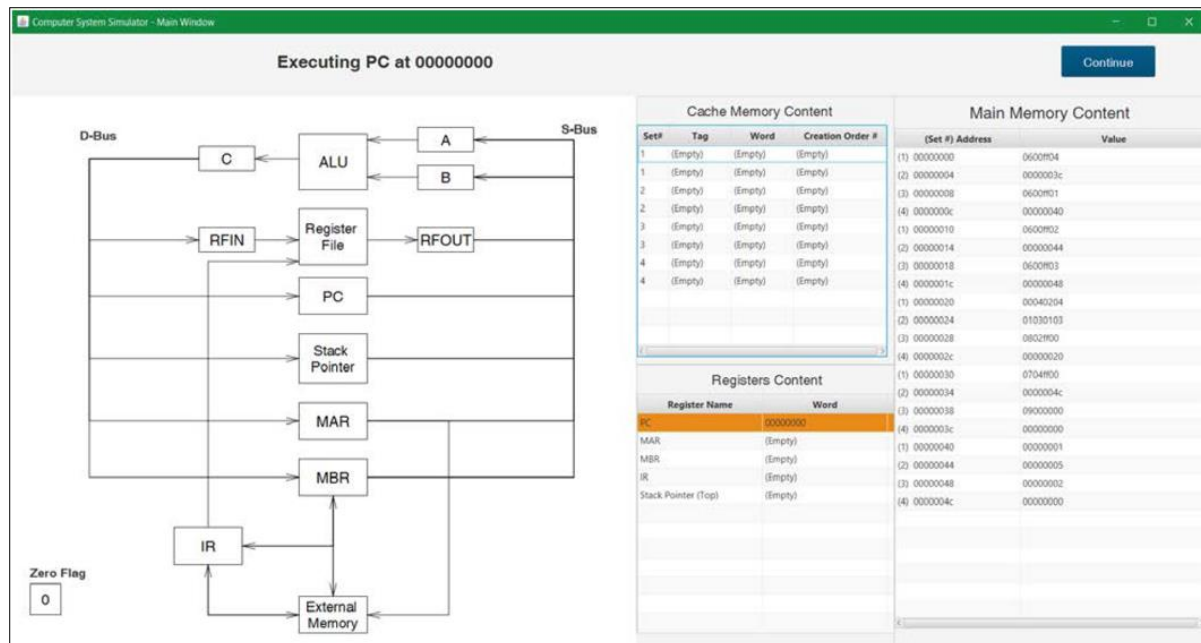 Computer System Simulator - Main Window
Executing PC at 00000000
Continue
D-Bus
S-Bus
A
C
ALU
B
RFIN
Register
File
RFOUT
PC
Stack
Pointer
MAR
MBR
IR
Zero Flag
0
External
Memory
Cache Memory Content
Set# Tag Word Creation Order #
1 (Empty) (Empty) (Empty)
1 (Empty) (Empty) (Empty)
2 (Empty) (Empty) (Empty)
2 (Empty) (Empty) (Empty)
3 (Empty) (Empty) (Empty)
3 (Empty) (Empty) (Empty)
4 (Empty) (Empty) (Empty)
4 (Empty) (Empty) (Empty)
Registers Content
Register Name Word
PC 00000000
MAR (Empty)
MBR (Empty)
IR (Empty)
Stack Pointer (Top) (Empty)
Main Memory Content
(Set #) Address Value
(1) 00000000 0600ff04
(2) 00000004 0000003c
(3) 00000008 0600ff01
(4) 0000000c 00000040
(1) 00000010 0600ff02
(2) 00000014 00000044
(3) 00000018 0600ff03
(4) 0000001c 00000048
(1) 00000020 00040204
(2) 00000024 01030103
(3) 00000028 0802ff00
(4) 0000002c 00000020
(1) 00000030 0704ff00
(2) 00000034 0000004c
(3) 00000038 09000000
(4) 0000003c 00000000
(1) 00000040 00000001
(2) 00000044 00000005
(3) 00000048 00000002
(4) 0000004c 00000000